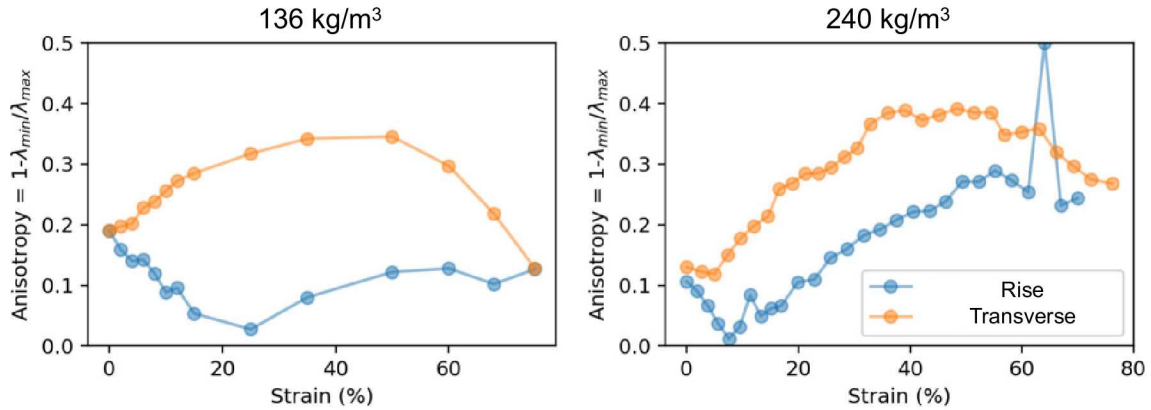 136 kg/m³
240 kg/m³
Anisotropy = 1-λmin/λmax
0.5
0.4
0.3
0.2
0.1
0.0
0
20
40
60
Strain (%)
Anisotropy = 1-λmin/λmax
0.5
0.4
0.3
0.2
0.1
0.0
0
20
40
60
80
Strain (%)
Rise
Transverse